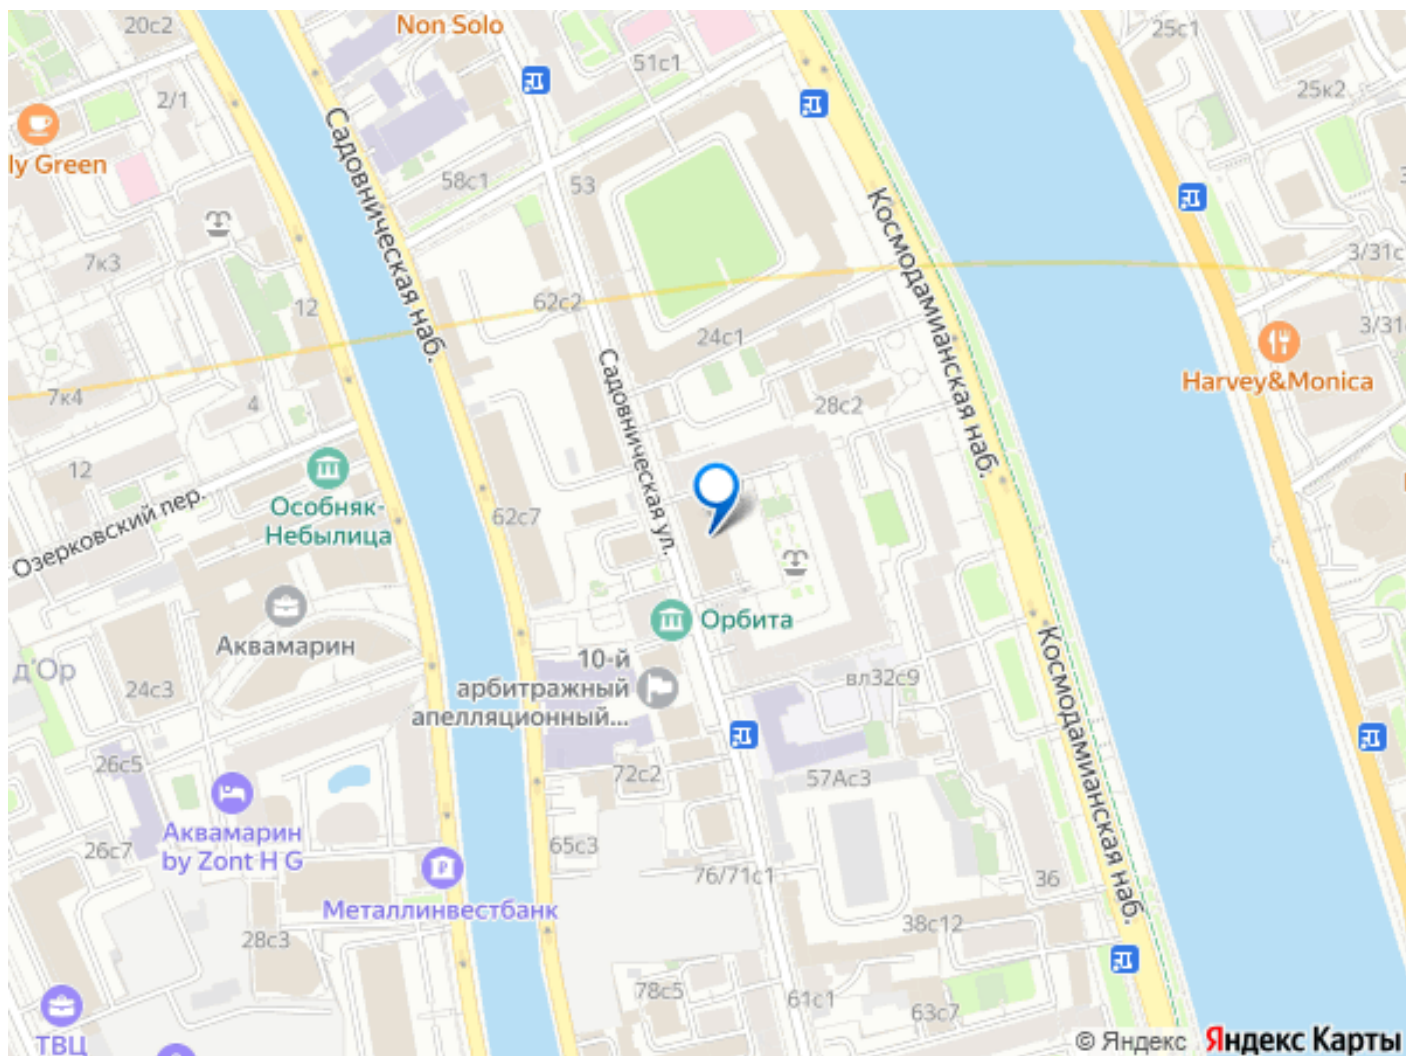 20с2
Non Solo
25с1
51с1
25к2
2/1
ly Green
58с1
53
Садовническая наб.
Космодамианская наб.
7к3
3/31с
62с2
12
3/31
24с1
Harvey&Monica
7к4
4
28с2
Садовническая ул.
12
Озерковский пер.
Особняк-
Небылица
62с7
Аквамарин
Орбита
д'Ор
10-й
арбитражный
апелляционный...
24с3
вл32с9
Космодамианская наб.
26с5
72с2
57Ас3
Аквамарин
by Zont H G
26с7
65с3
76/71с1
36
Металлинвестбанк
28с3
38с12
78с5
61с1
63с7
ТВЦ
© Яндекс Яндекс Карты